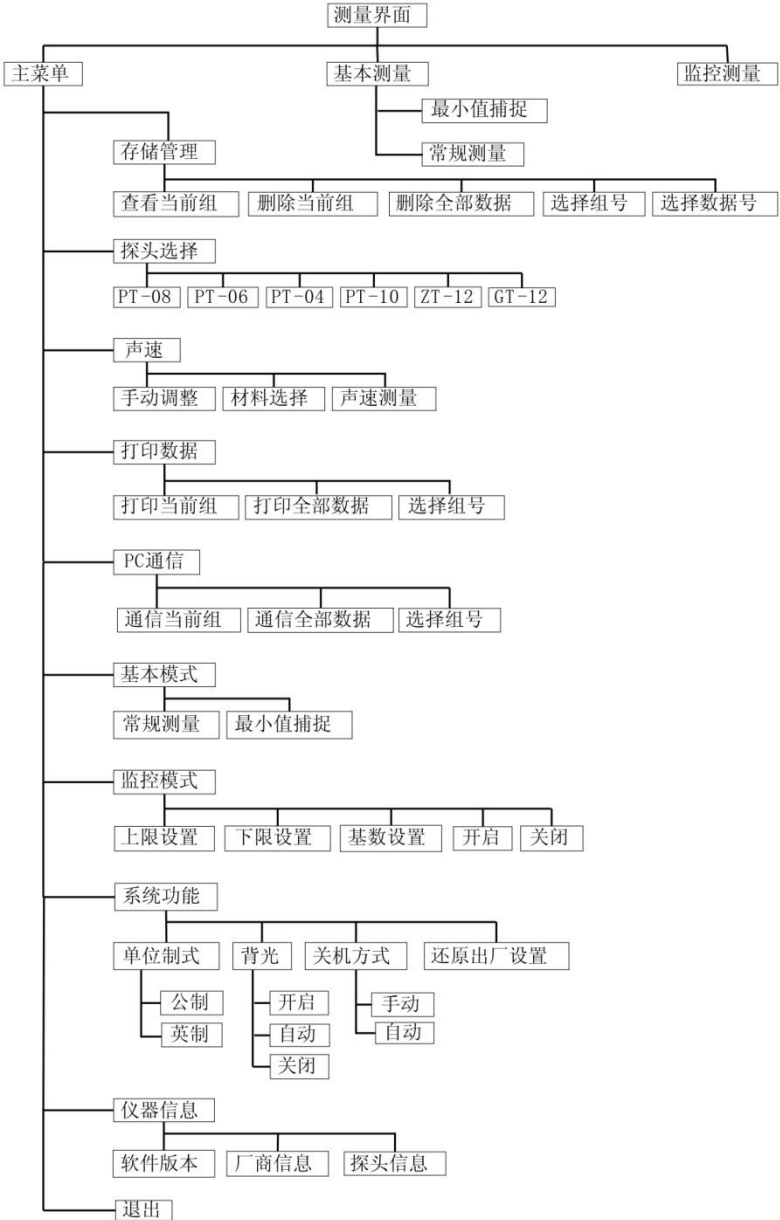 测量界面
主菜单 基本测量 监控测量
最小值捕捉
存储管理 常规测量
查看当前组 删除当前组 删除全部数据 选择组号 选择数据号
探头选择
PT-08 PT-06 PT-04 PT-10 ZT-12 GT-12
声速
手动调整 材料选择 声速测量
打印数据
打印当前组 打印全部数据 选择组号
PC通信
通信当前组 通信全部数据 选择组号
基本模式
常规测量 最小值捕捉
监控模式
上限设置 下限设置 基数设置 开启 关闭
系统功能
单位制式 背光 关机方式 还原出厂设置
公制 开启 手动
英制 自动 自动
关闭
仪器信息
软件版本 厂商信息 探头信息
退出